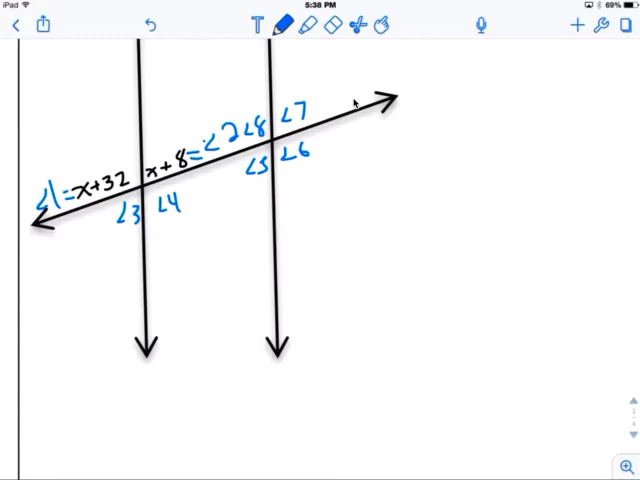 iPad
5:38 PM
69%
T
∠7
∠1=x+32
x+8=∠2
∠8
∠5
∠6
∠3
∠4